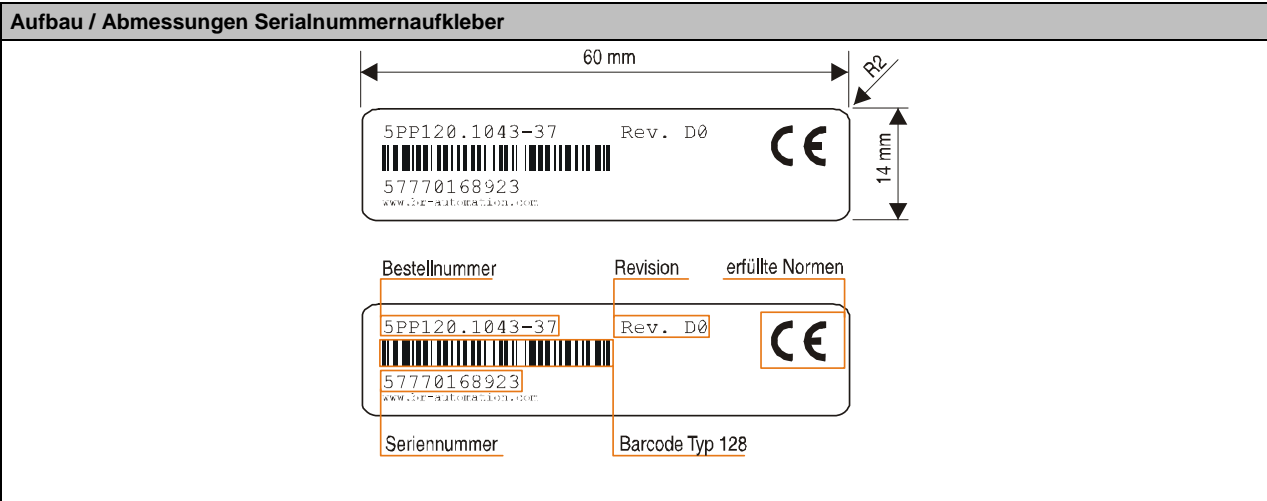 Aufbau / Abmessungen Serialnummernaufkleber
60 mm
R2
5PP120.1043-37 Rev. D0
CE
14 mm
57770168923
www.br-automation.com
Bestellnummer Revision erfüllte Normen
5PP120.1043-37 Rev. D0
CE
57770168923
www.br-automation.com
Seriennummer Barcode Typ 128